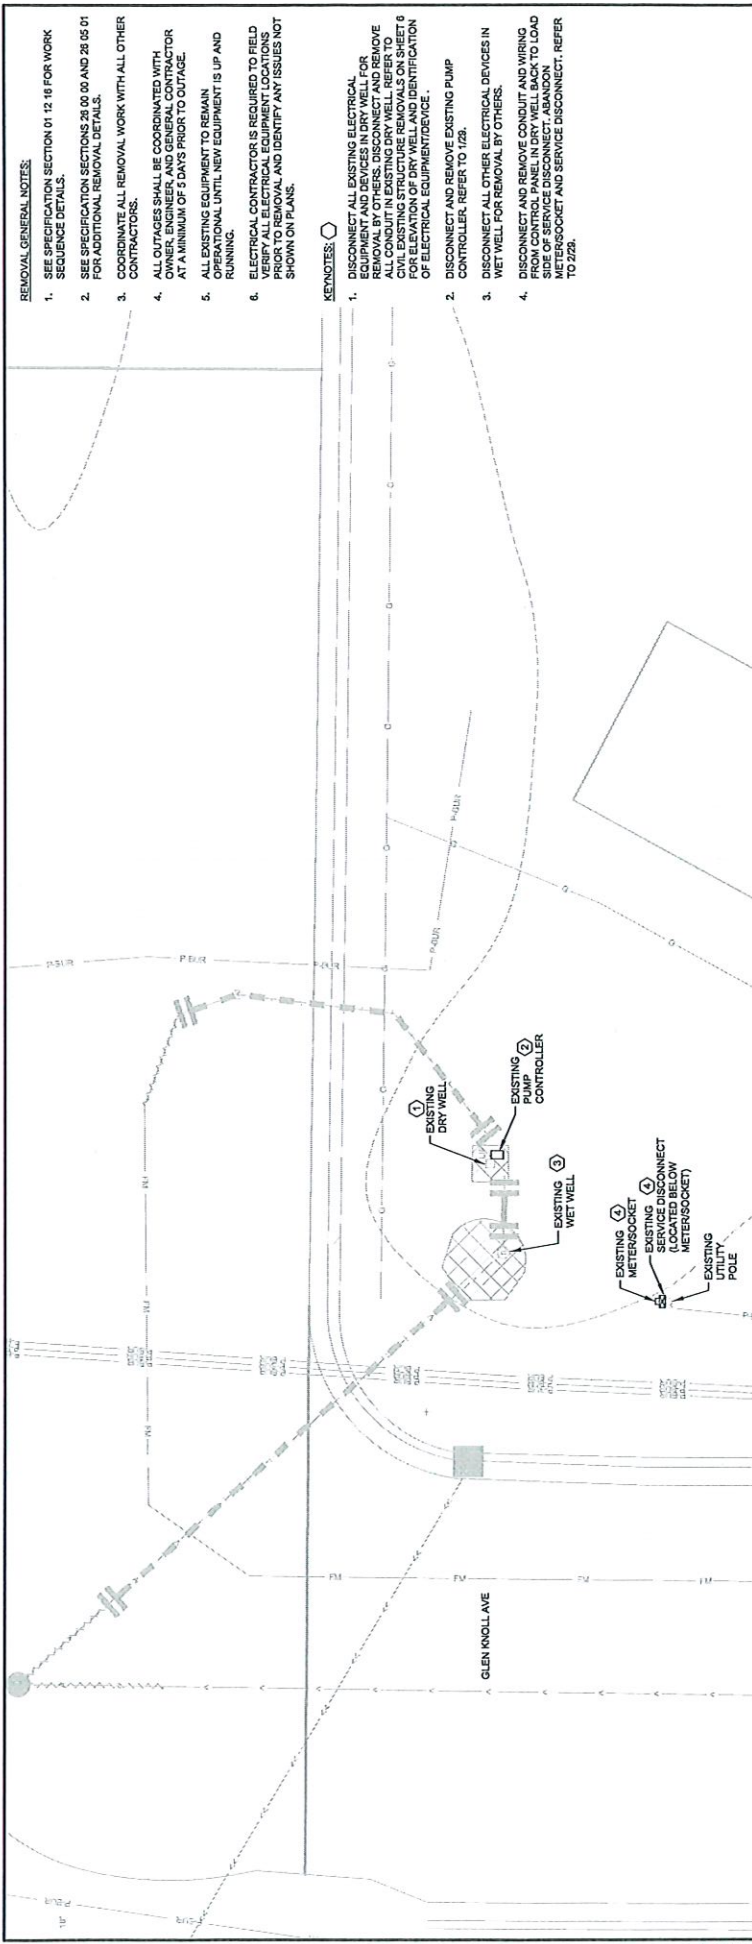 REMOVAL GENERAL NOTES:
1. SEE SPECIFICATION SECTION 01 12 16 FOR WORK
SEQUENCE DETAILS.
2. SEE SPECIFICATION SECTIONS 26 00 00 AND 26 05 01
FOR ADDITIONAL REMOVAL DETAILS.
3. COORDINATE ALL REMOVAL WORK WITH ALL OTHER
CONTRACTORS.
4. ALL OUTAGES SHALL BE COORDINATED WITH
OWNER, ENGINEER, AND GENERAL CONTRACTOR
AT A MINIMUM OF 5 DAYS PRIOR TO OUTAGE.
5. ALL EXISTING EQUIPMENT TO REMAIN
OPERATIONAL UNTIL NEW EQUIPMENT IS UP AND
RUNNING.
6. ELECTRICAL CONTRACTOR IS REQUIRED TO FIELD
VERIFY ALL ELECTRICAL EQUIPMENT LOCATIONS
PRIOR TO REMOVAL AND IDENTIFY ANY ISSUES NOT
SHOWN ON PLANS.
KEYNOTES:
1. DISCONNECT ALL EXISTING ELECTRICAL
EQUIPMENT AND DEVICES IN DRY WELL FOR
REMOVAL BY OTHERS. DISCONNECT AND REMOVE
ALL CONDUIT IN EXISTING DRY WELL. REFER TO
CIVIL EXISTING STRUCTURE REMOVALS ON SHEET 6
FOR ELEVATION OF DRY WELL AND IDENTIFICATION
OF ELECTRICAL EQUIPMENT/DEVICE .
2. DISCONNECT AND REMOVE EXISTING PUMP
CONTROLLER. REFER TO 1/29.
3. DISCONNECT ALL OTHER ELECTRICAL DEVICES IN
WET WELL FOR REMOVAL BY OTHERS.
4. DISCONNECT AND REMOVE CONDUIT AND WIRING
FROM CONTROL PANEL IN DRY WELL BACK TO LOAD
SIDE OF SERVICE DISCONNECT. ABANDON
METER/SOCKET AND SERVICE DISCONNECT. REFER
TO 2/29.
1
EXISTING
DRY WELL
EXISTING 2
PUMP
CONTROLLER
EXISTING 3
WET WELL
EXISTING 4
METER/SOCKET
EXISTING 4
SERVICE DISCONNECT
(LOCATED BELOW
METER/SOCKET)
EXISTING
UTILITY
POLE
GLEN KNOLL AVE
P-BUR
P-BUR
P-BUR
P-BUR
FM
FM
FM
FM
G
G
G
G